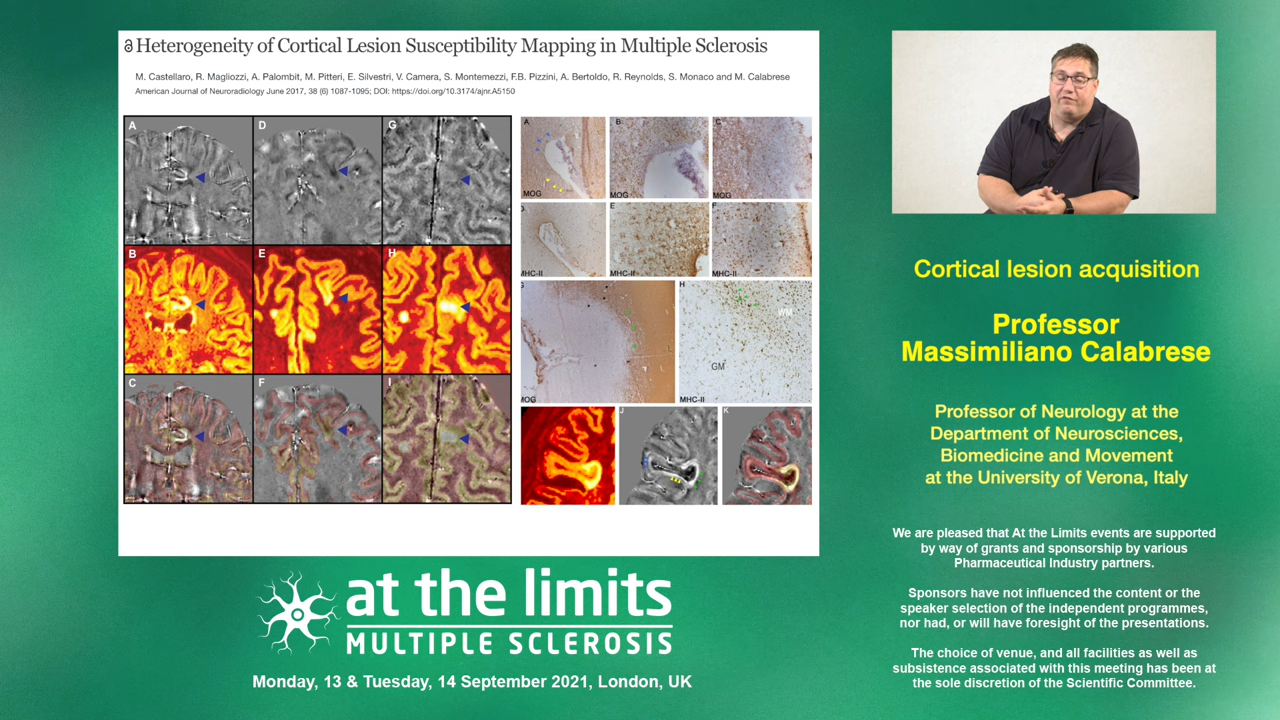 Heterogeneity of Cortical Lesion Susceptibility Mapping in Multiple Sclerosis
M. Castellaro, R. Magliozzi, A. Palombit, M. Pitteri, E. Silvestri, V. Camera, S. Montemezzi, F.B. Pizzini, A. Bertoldo, R. Reynolds, S. Monaco and M. Calabrese
American Journal of Neuroradiology June 2017, 38 (6) 1087-1095; DOI: https://doi.org/10.3174/ajnr.A5150
A D G
B E H
C F I
A B C
MOG MOG MOG
D E F
MHC-II MHC-II MHC-II
G H
WM
GM
MOG MHC-II
J K
Cortical lesion acquisition
Professor
Massimiliano Calabrese
Professor of Neurology at the
Department of Neurosciences,
Biomedicine and Movement
at the University of Verona, Italy
We are pleased that At the Limits events are supported
by way of grants and sponsorship by various
Pharmaceutical Industry partners.
Sponsors have not influenced the content or the
speaker selection of the independent programmes,
nor had, or will have foresight of the presentations.
The choice of venue, and all facilities as well as
subsistence associated with this meeting has been at
the sole discretion of the Scientific Committee.
at the limits
MULTIPLE SCLEROSIS
Monday, 13 & Tuesday, 14 September 2021, London, UK